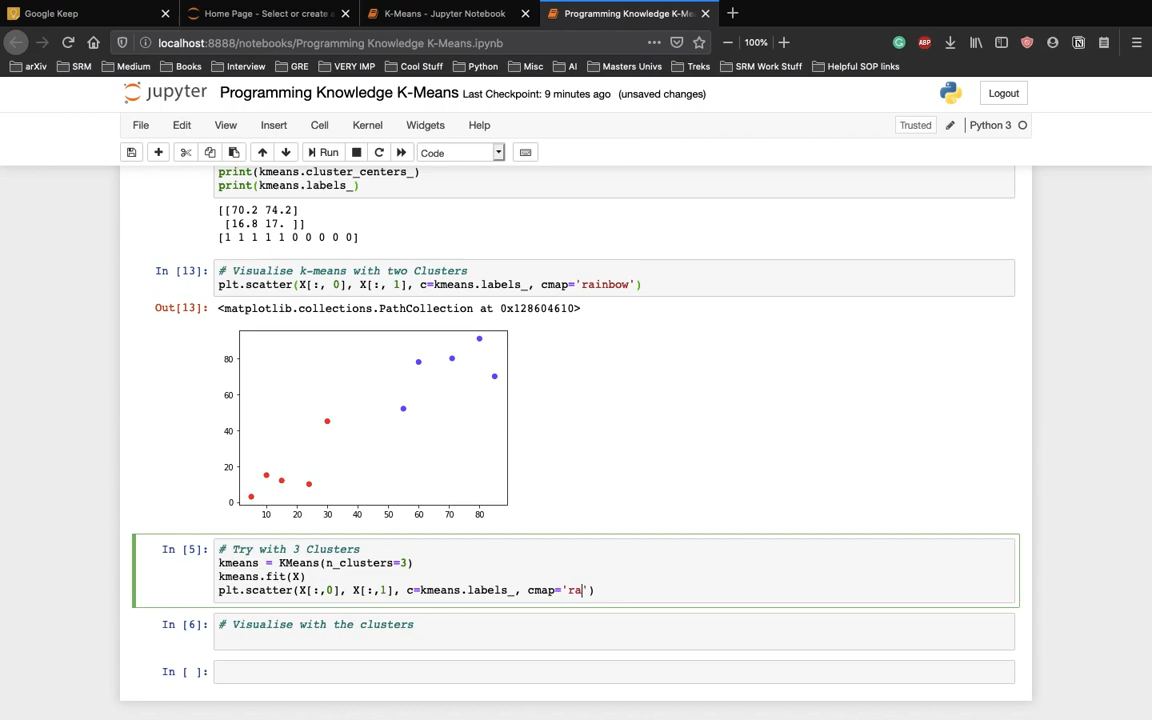 Google Keep
Home Page - Select or create a
K-Means - Jupyter Notebook
Programming Knowledge K-Me
localhost:8888/notebooks/Programming Knowledge K-Means.ipynb
100%
ABP
arXiv SRM Medium Books Interview GRE VERY IMP Cool Stuff Python Misc AI Masters Univs Treks SRM Work Stuff Helpful SOP links
jupyter Programming Knowledge K-Means Last Checkpoint: 9 minutes ago (unsaved changes)
Logout
File Edit View Insert Cell Kernel Widgets Help
Trusted
Python 3
Run
Code
print(kmeans.cluster_centers_)
print(kmeans.labels_)
[[70.2 74.2]
[16.8 17. ]]
[1 1 1 1 1 0 0 0 0 0]
In [13]: # Visualise k-means with two Clusters
plt.scatter(X[:, 0], X[:, 1], c=kmeans.labels_, cmap='rainbow')
Out[13]: <matplotlib.collections.PathCollection at 0x128604610>
80
60
40
20
0
10 20 30 40 50 60 70 80
In [5]: # Try with 3 Clusters
kmeans = KMeans(n_clusters=3)
kmeans.fit(X)
plt.scatter(X[:,0], X[:,1], c=kmeans.labels_, cmap='ra')
In [6]: # Visualise with the clusters
In [ ]: